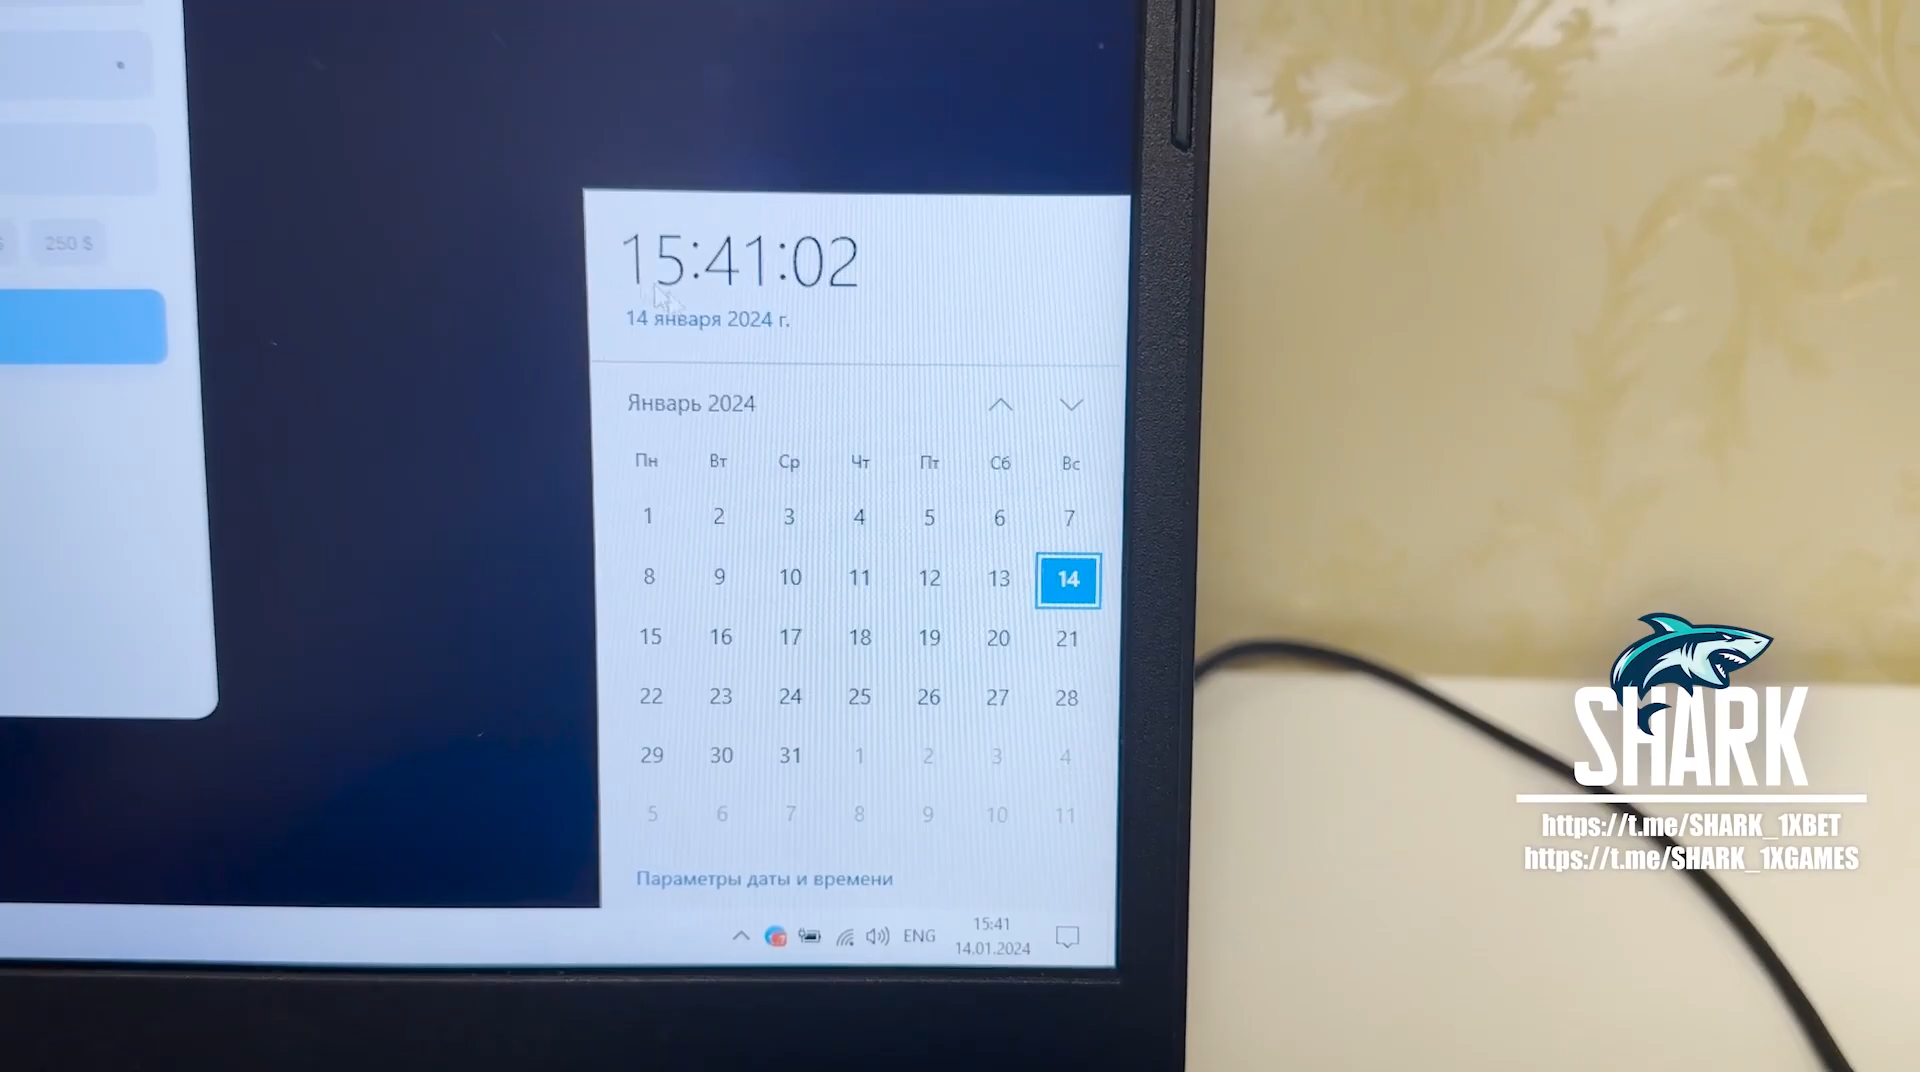 250 $
15:41:02
14 января 2024 г.
Январь 2024
Пн Вт Ср Чт Пт Сб Вс
1 2 3 4 5 6 7
8 9 10 11 12 13 14
15 16 17 18 19 20 21
22 23 24 25 26 27 28
29 30 31 1 2 3 4
5 6 7 8 9 10 11
Параметры даты и времени
ENG
15:41
14.01.2024
SHARK
https://t.me/SHARK_1XBET
https://t.me/SHARK_1XGAMES